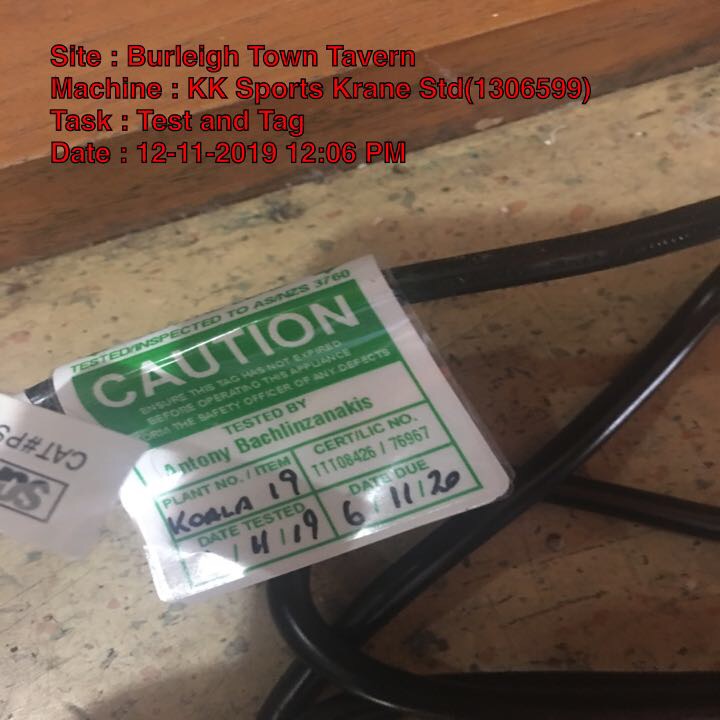 Site : Burleigh Town Tavern
Machine : KK Sports Krane Std(1306599)
Task : Test and Tag
Date : 12-11-2019 12:06 PM
TESTED/INSPECTED TO AS/NZS 3760
CAUTION
ENSURE THIS TAG HAS NOT EXPIRED
BEFORE OPERATING THIS APPLIANCE
THE SAFETY OFFICER OF ANY DEFECTS
TESTED BY
Antony Bachlinzanakis
PLANT NO. / ITEM
KOALA 19
CERT/LIC NO.
11108426 / 76967
DATE TESTED
/ 11 / 19
DATE DUE
6 / 11 / 20
CAT#PS